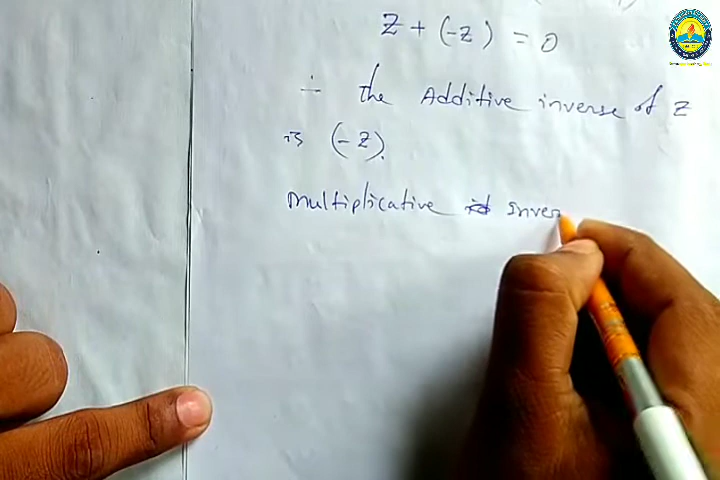 Z + (-Z) = 0
÷ the Additive inverse of z
is (-z).
Multiplicative inver